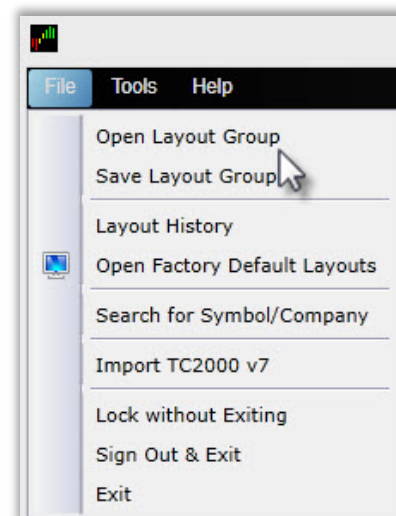 File Tools Help
Open Layout Group
Save Layout Group
Layout History
Open Factory Default Layouts
Search for Symbol/Company
Import TC2000 v7
Lock without Exiting
Sign Out & Exit
Exit